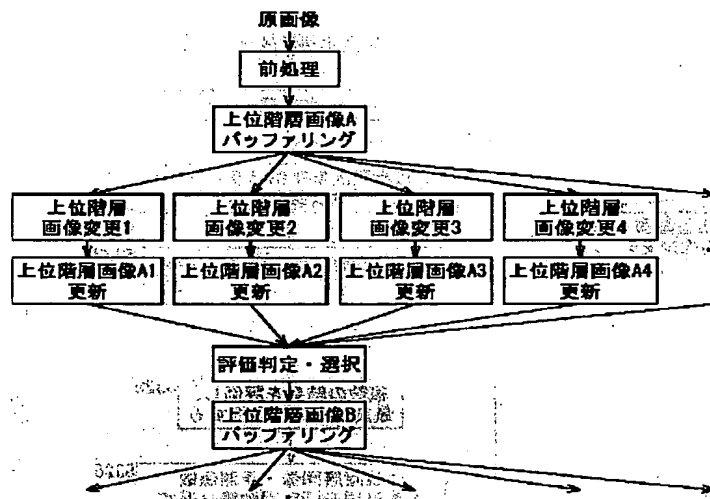 原画像
前処理
上位階層画像A
バッファリング
上位階層
画像変更1
上位階層
画像変更2
上位階層
画像変更3
上位階層
画像変更4
上位階層画像A1
更新
上位階層画像A2
更新
上位階層画像A3
更新
上位階層画像A4
更新
評価判定・選択
上位階層画像B
バッファリング